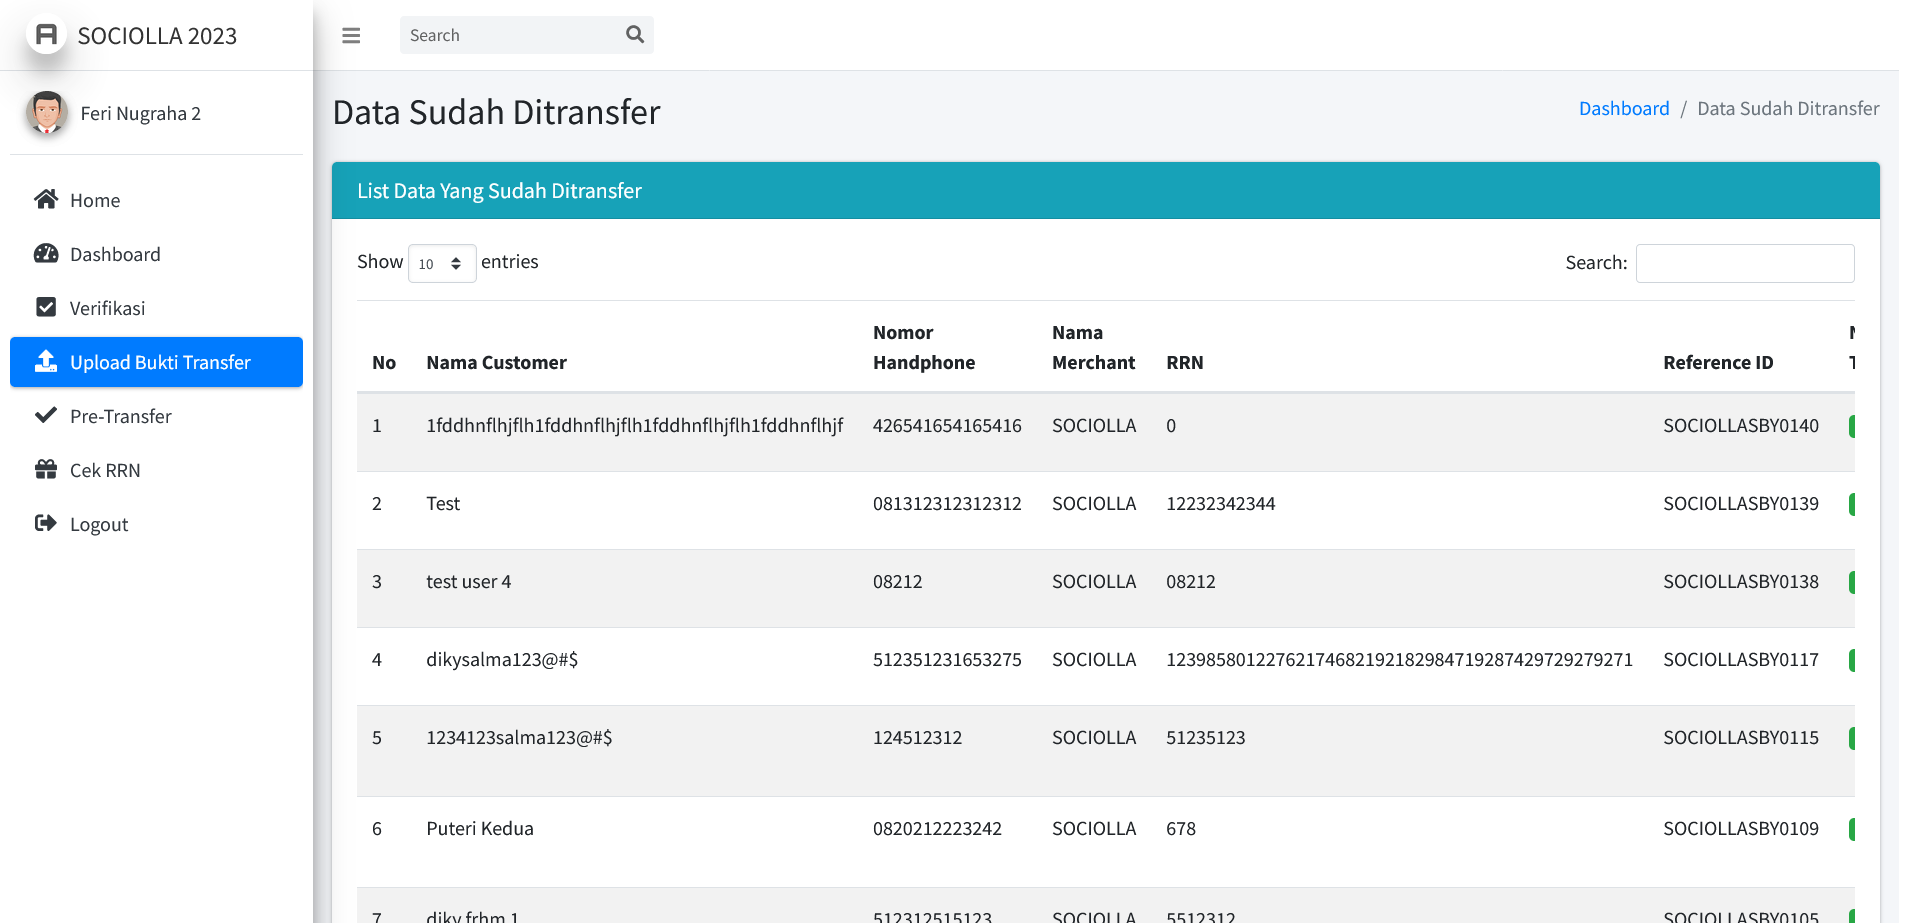 SOCIOLLA 2023
Search
Feri Nugraha 2
Home
Dashboard
Verifikasi
Upload Bukti Transfer
Pre-Transfer
Cek RRN
Logout
Data Sudah Ditransfer
Dashboard / Data Sudah Ditransfer
List Data Yang Sudah Ditransfer
Show 10 entries
Search:
No Nama Customer Nomor Handphone Nama Merchant RRN Reference ID
1 1fddhnflhjflh1fddhnflhjflh1fddhnflhjflh1fddhnflhjf 426541654165416 SOCIOLLA 0 SOCIOLLASBY0140
2 Test 081312312312312 SOCIOLLA 12232342344 SOCIOLLASBY0139
3 test user 4 08212 SOCIOLLA 08212 SOCIOLLASBY0138
4 dikysalma123@#$ 512351231653275 SOCIOLLA 12398580122762174682192182984719287429729279271 SOCIOLLASBY0117
5 1234123salma123@#$ 124512312 SOCIOLLA 51235123 SOCIOLLASBY0115
6 Puteri Kedua 0820212223242 SOCIOLLA 678 SOCIOLLASBY0109
7 diky frhm 1 512312515123 SOCIOLLA 5512312 SOCIOLLASBY0105